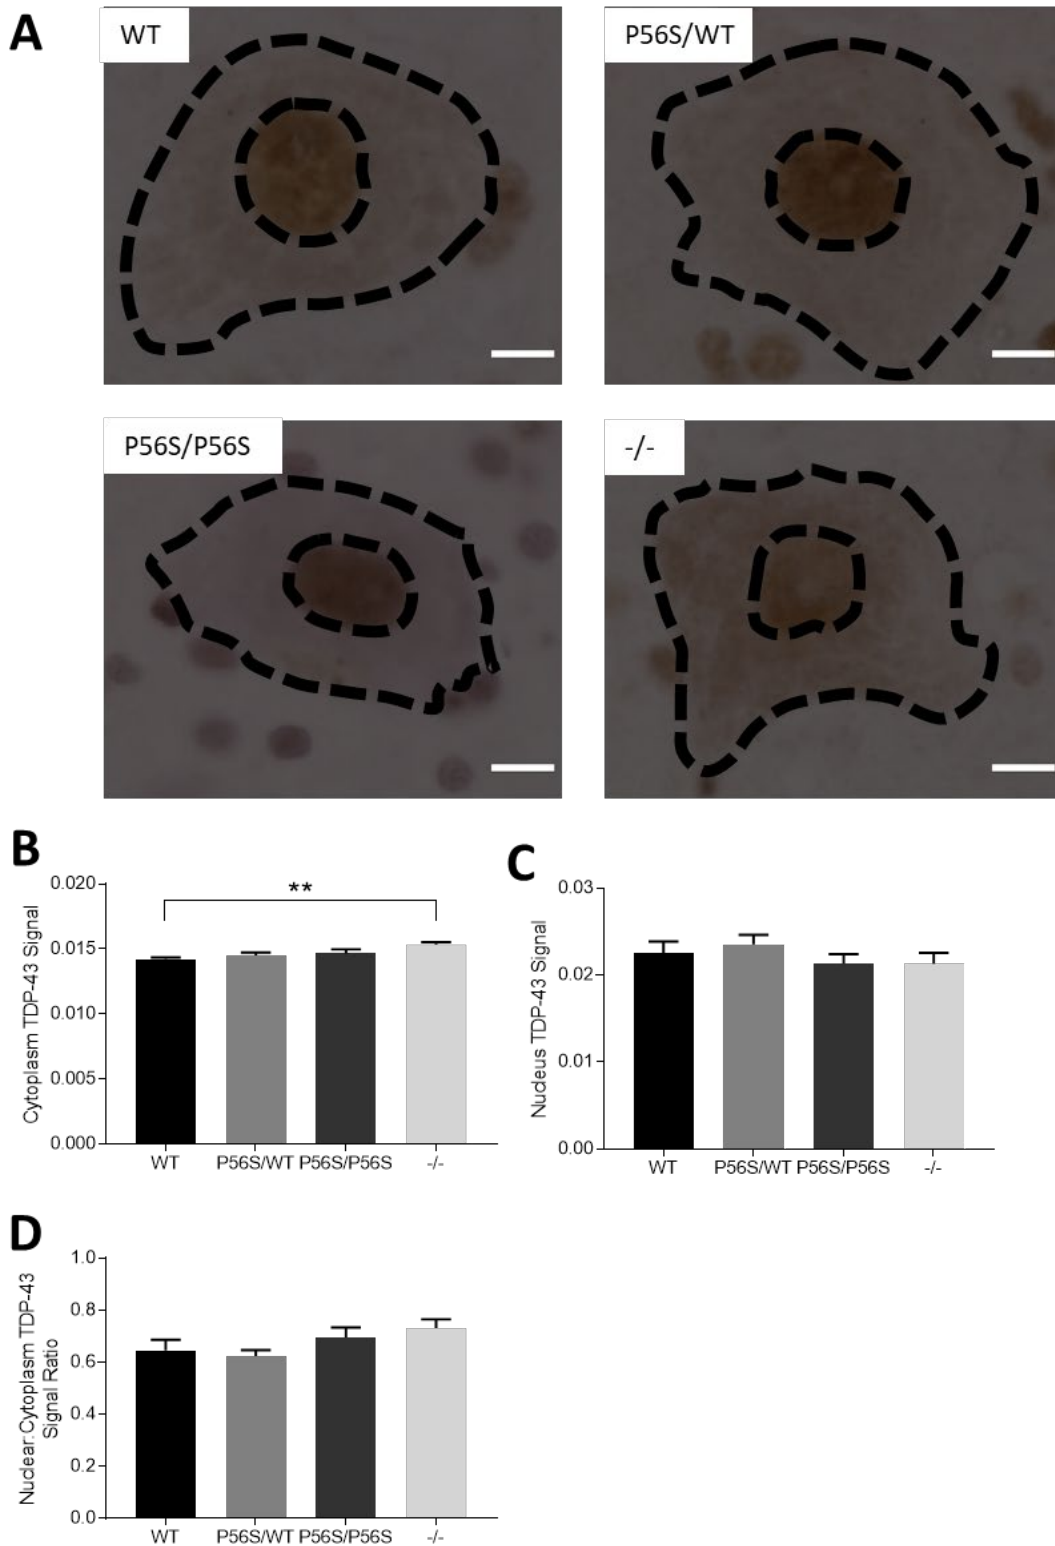 A
WT
P56S/WT
P56S/P56S
-/-
B
Cytoplasm TDP-43 Signal
0.020
0.015
0.010
0.005
0.000
**
WT
P56S/WT
P56S/P56S
-/-
C
Nucleus TDP-43 Signal
0.03
0.02
0.01
0.00
WT
P56S/WT
P56S/P56S
-/-
D
Nuclear:Cytoplasm TDP-43
Signal Ratio
1.0
0.8
0.6
0.4
0.2
0.0
WT
P56S/WT
P56S/P56S
-/-